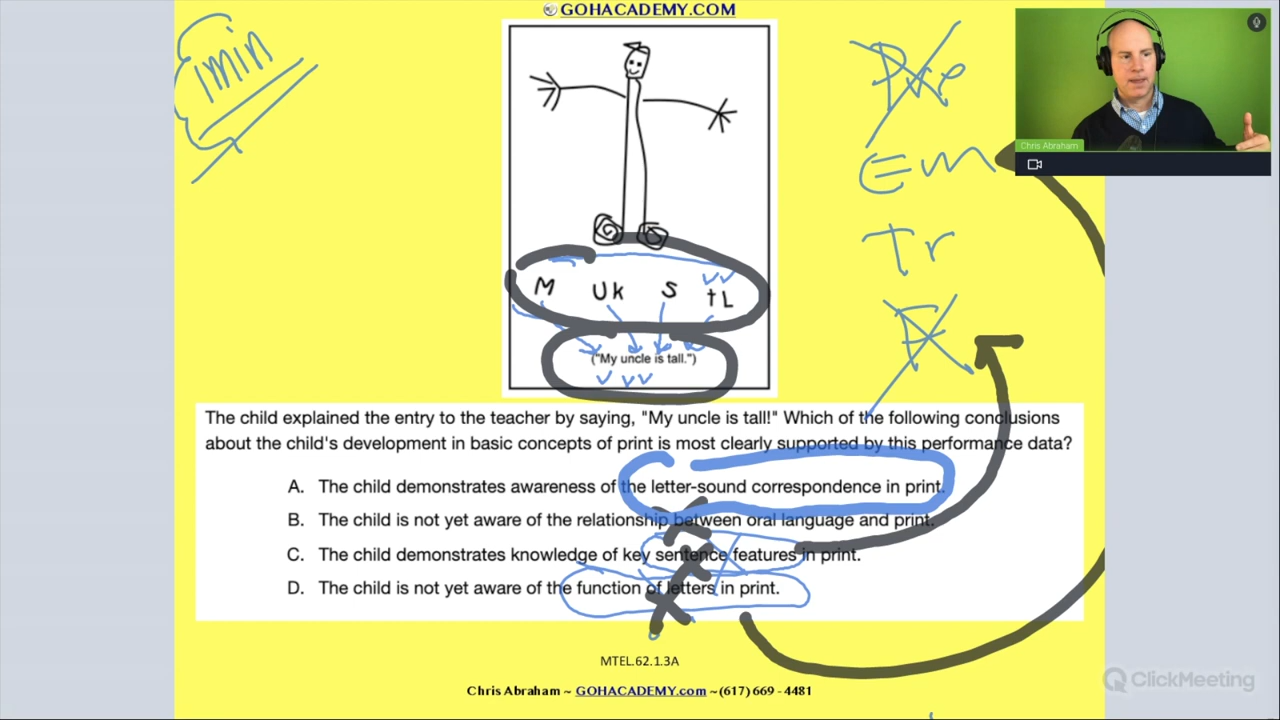 GOHACADEMY.COM
1min
Pre
Em
Tr
F
Chris Abraham
M Uk S tL
("My uncle is tall.")
The child explained the entry to the teacher by saying, "My uncle is tall!" Which of the following conclusions
about the child's development in basic concepts of print is most clearly supported by this performance data?
A. The child demonstrates awareness of the letter-sound correspondence in print.
B. The child is not yet aware of the relationship between oral language and print.
C. The child demonstrates knowledge of key sentence features in print.
D. The child is not yet aware of the function of letters in print.
MTEL.62.1.3A
Chris Abraham ~ GOHACADEMY.com ~(617) 669 - 4481
ClickMeeting